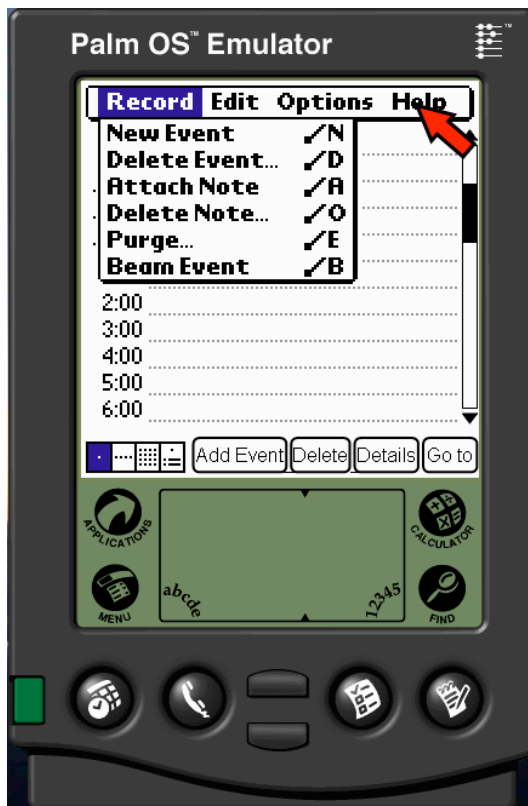 Palm OS™ Emulator ™
Record Edit Options Help
New Event /N
Delete Event... /D
Attach Note /A
Delete Note... /O
Purge... /E
Beam Event /B
2:00
3:00
4:00
5:00
6:00
Add Event Delete Details Go to
APPLICATIONS CALCULATOR
abcde 12345
MENU FIND